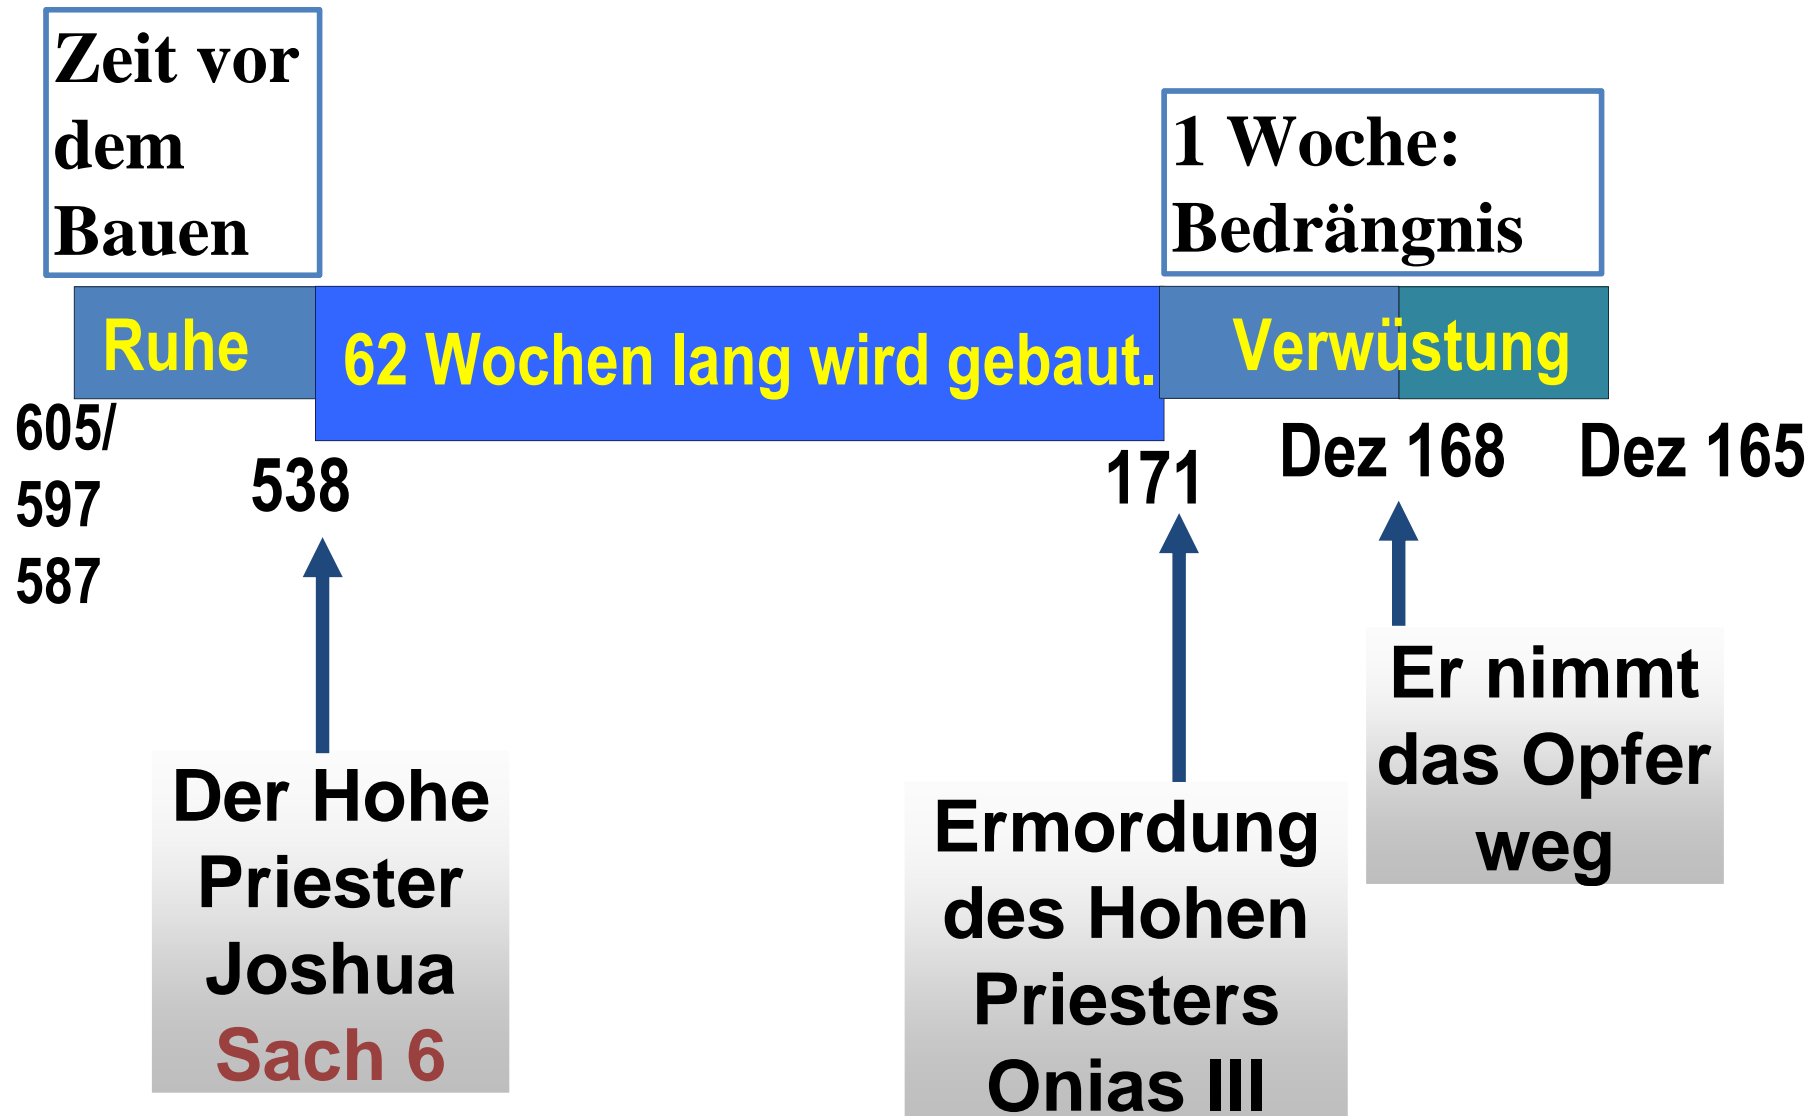 Zeit vor
dem
Bauen
1 Woche:
Bedrängnis
Ruhe
62 Wochen lang wird gebaut.
Verwüstung
605/
597
587
538
171
Dez 168
Dez 165
Der Hohe
Priester
Joshua
Sach 6
Ermordung
des Hohen
Priesters
Onias III
Er nimmt
das Opfer
weg